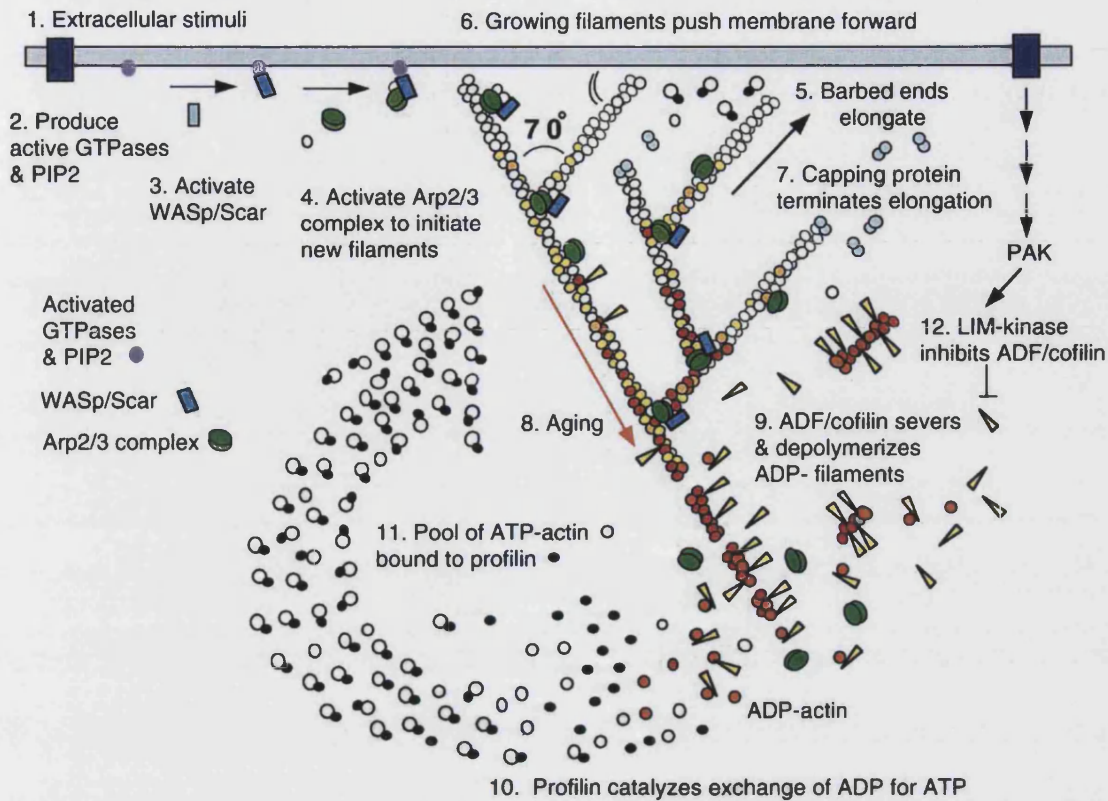 1. Extracellular stimuli
6. Growing filaments push membrane forward
2. Produce
active GTPases
& PIP2
3. Activate
WASp/Scar
4. Activate Arp2/3
complex to initiate
new filaments
70°
5. Barbed ends
elongate
7. Capping protein
terminates elongation
PAK
12. LIM-kinase
inhibits ADF/cofilin
Activated
GTPases
& PIP2
WASp/Scar
Arp2/3 complex
8. Aging
9. ADF/cofilin severs
& depolymerizes
ADP- filaments
11. Pool of ATP-actin
bound to profilin
ADP-actin
10. Profilin catalyzes exchange of ADP for ATP